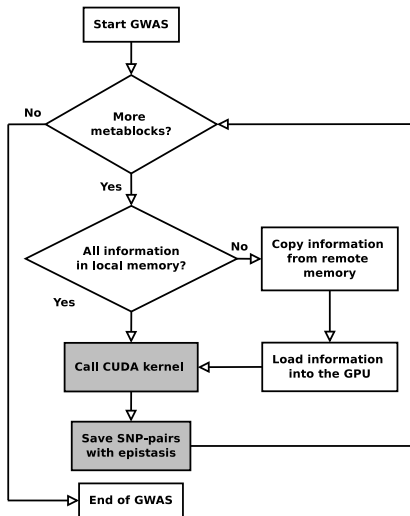 Start GWAS
No
More
metablocks?
Yes
All information
in local memory?
No
Copy information
from remote
memory
Yes
Call CUDA kernel
Load information
into the GPU
Save SNP-pairs
with epistasis
End of GWAS